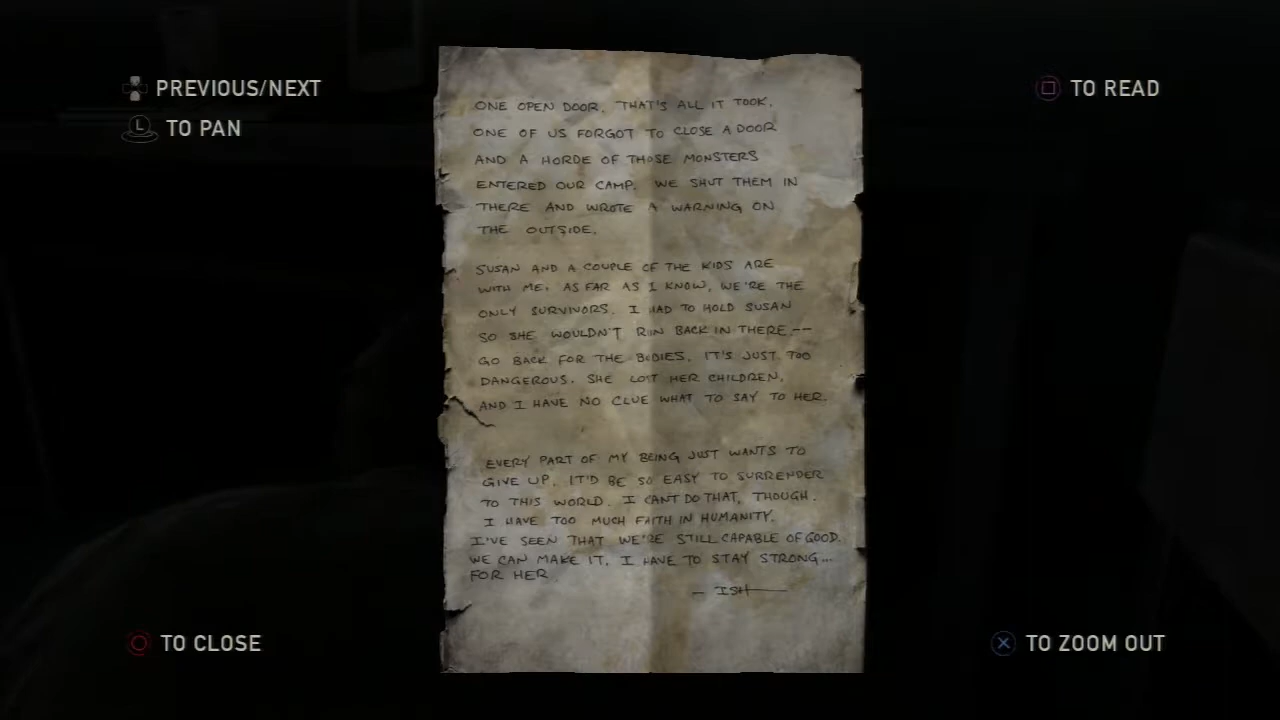 PREVIOUS/NEXT
L TO PAN
TO READ
ONE OPEN DOOR. THAT'S ALL IT TOOK.
ONE OF US FORGOT TO CLOSE A DOOR
AND A HORDE OF THOSE MONSTERS
ENTERED OUR CAMP. WE SHUT THEM IN
THERE AND WROTE A WARNING ON
THE OUTSIDE.
SUSAN AND A COUPLE OF THE KIDS ARE
WITH ME. AS FAR AS I KNOW, WE'RE THE
ONLY SURVIVORS. I HAD TO HOLD SUSAN
SO SHE WOULDN'T RUN BACK IN THERE --
GO BACK FOR THE BODIES. IT'S JUST TOO
DANGEROUS. SHE LOST HER CHILDREN,
AND I HAVE NO CLUE WHAT TO SAY TO HER.
EVERY PART OF MY BEING JUST WANTS TO
GIVE UP. IT'D BE SO EASY TO SURRENDER
TO THIS WORLD. I CAN'T DO THAT, THOUGH.
I HAVE TOO MUCH FAITH IN HUMANITY.
I'VE SEEN THAT WE'RE STILL CAPABLE OF GOOD.
WE CAN MAKE IT. I HAVE TO STAY STRONG...
FOR HER.
- ISH
TO CLOSE
TO ZOOM OUT